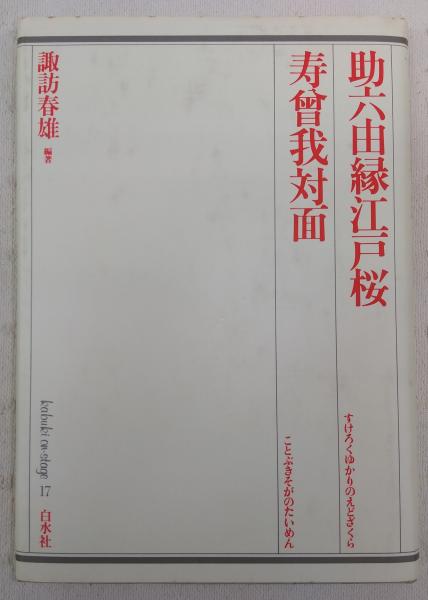 助六由縁江戸桜
すけろくゆかりのえどざくら
寿曾我対面
ことぶきそがのたいめん
諏訪春雄 編著
kabuki on-stage 17
白水社